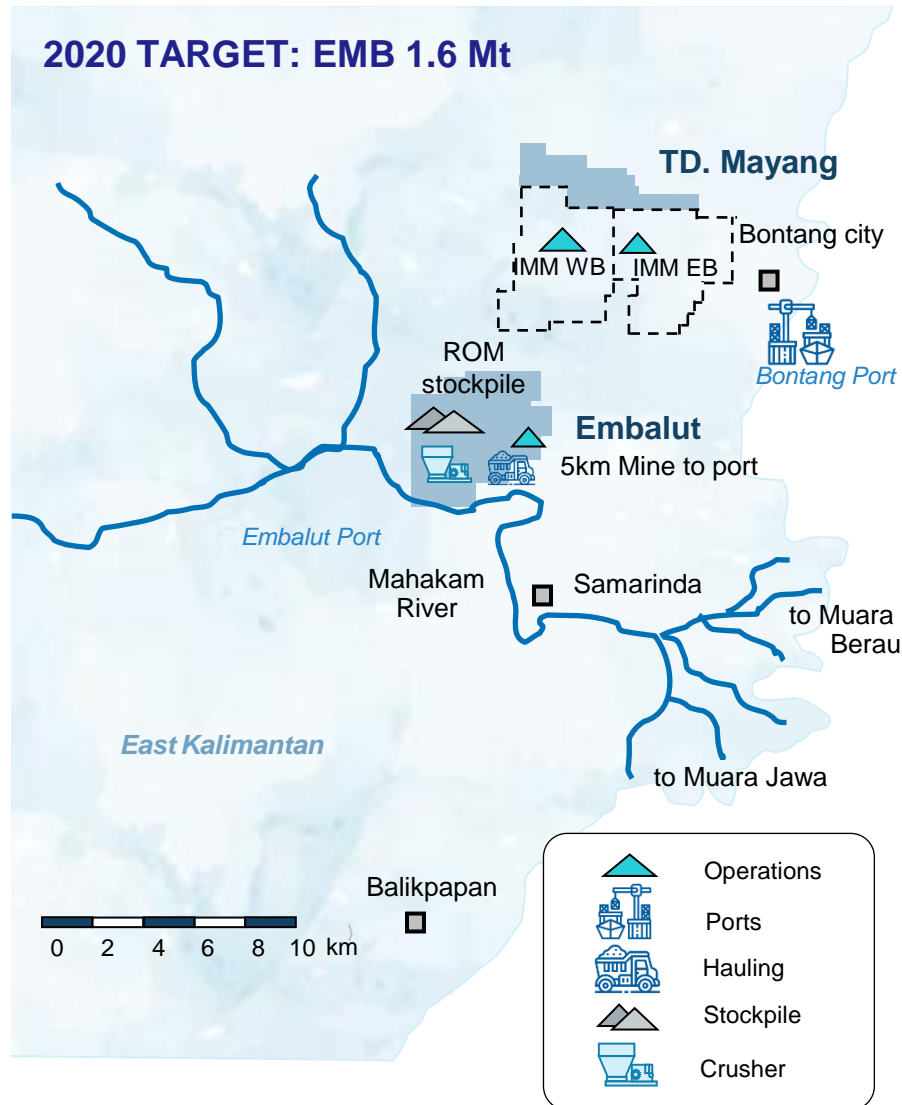 2020 TARGET: EMB 1.6 Mt
TD. Mayang
Bontang city
IMM WB
IMM EB
Bontang Port
ROM
stockpile
Embalut
5km Mine to port
Embalut Port
Mahakam
River
Samarinda
to Muara
Berau
East Kalimantan
to Muara Jawa
Balikpapan
0 2 4 6 8 10 km
Operations
Ports
Hauling
Stockpile
Crusher